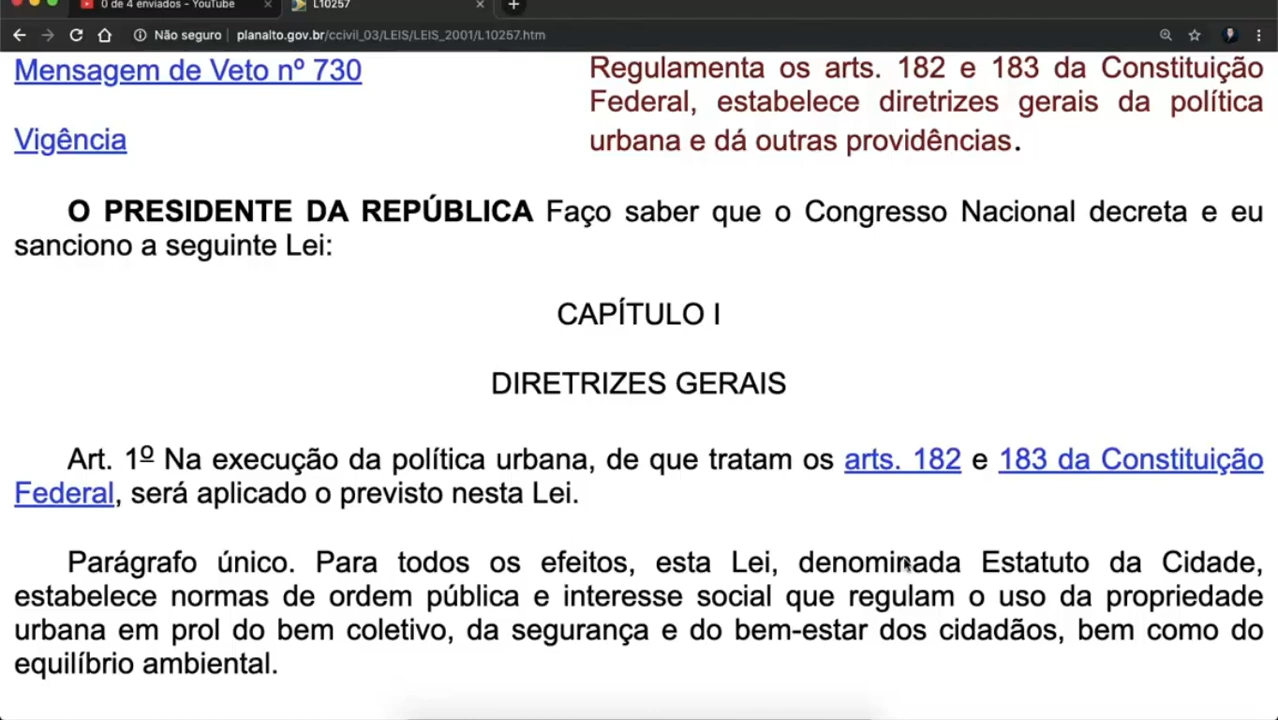 0 de 4 enviados - YouTube
L10257
Não seguro | planalto.gov.br/ccivil_03/LEIS/LEIS_2001/L10257.htm
Mensagem de Veto nº 730
Vigência
Regulamenta os arts. 182 e 183 da Constituição
Federal, estabelece diretrizes gerais da política
urbana e dá outras providências.
O PRESIDENTE DA REPÚBLICA Faço saber que o Congresso Nacional decreta e eu
sanciono a seguinte Lei:
CAPÍTULO I
DIRETRIZES GERAIS
Art. 1º Na execução da política urbana, de que tratam os arts. 182 e 183 da Constituição
Federal, será aplicado o previsto nesta Lei.
Parágrafo único. Para todos os efeitos, esta Lei, denominada Estatuto da Cidade,
estabelece normas de ordem pública e interesse social que regulam o uso da propriedade
urbana em prol do bem coletivo, da segurança e do bem-estar dos cidadãos, bem como do
equilíbrio ambiental.